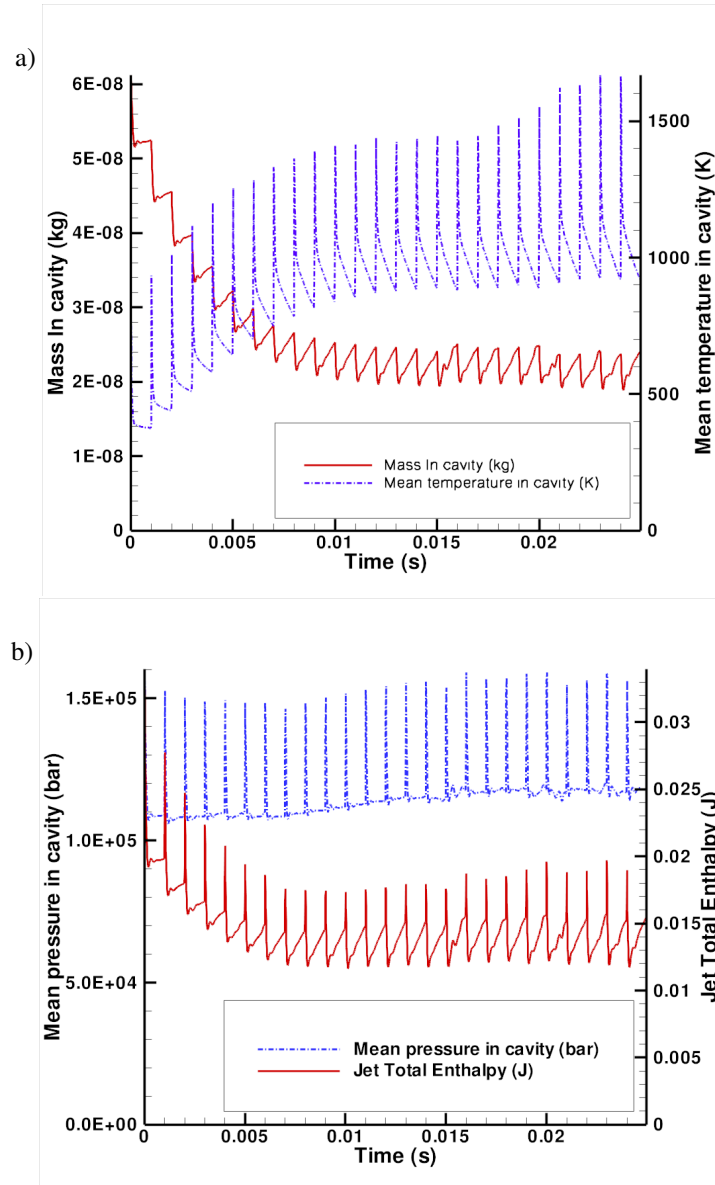 a)
6E-08
5E-08
4E-08
3E-08
2E-08
1E-08
0
Mass In cavity (kg)
1500
1000
500
0
Mean temperature in cavity (K)
Mass In cavity (kg)
Mean temperature in cavity (K)
0
0.005
0.01
0.015
0.02
Time (s)
b)
1.5E+05
1.0E+05
5.0E+04
0.0E+00
Mean pressure in cavity (bar)
0.03
0.025
0.02
0.015
0.01
0.005
0
Jet Total Enthalpy (J)
Mean pressure in cavity (bar)
Jet Total Enthalpy (J)
0
0.005
0.01
0.015
0.02
Time (s)